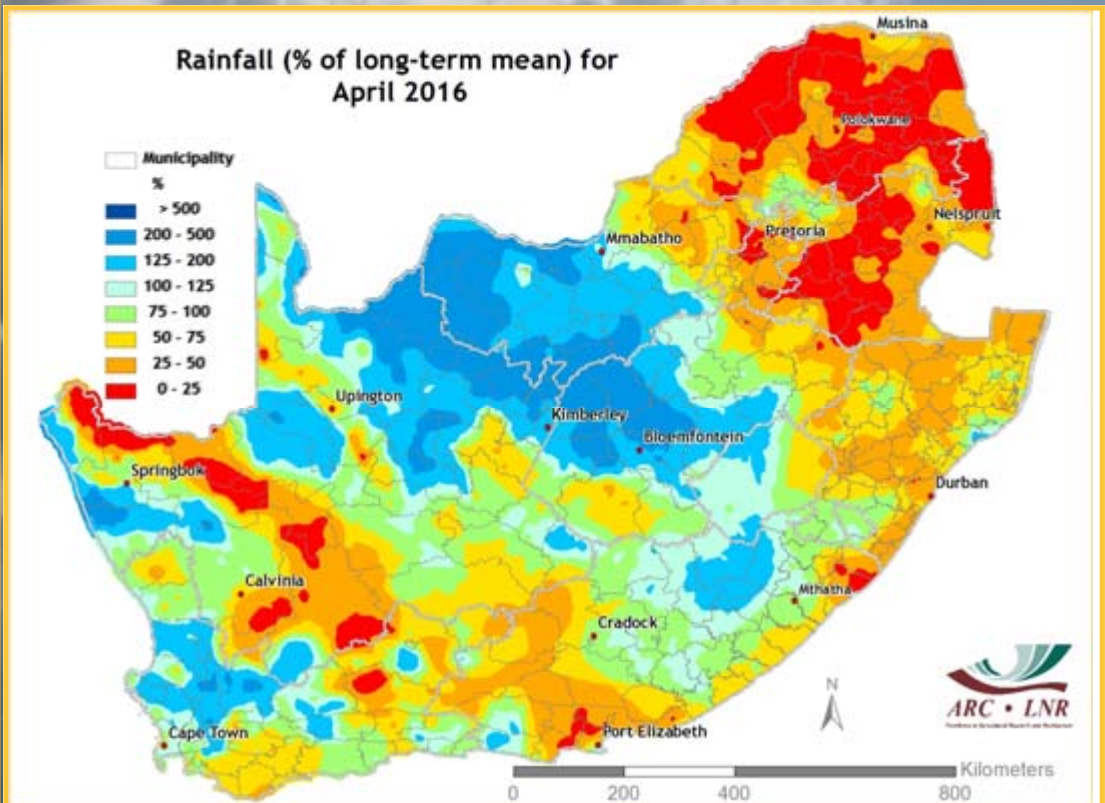 Rainfall (% of long-term mean) for
April 2016
Municipality
%
> 500
200 - 500
125 - 200
100 - 125
75 - 100
50 - 75
25 - 50
0 - 25
Musina
Polokwane
Nelspruit
Pretoria
Mmabatho
Upington
Kimberley
Bloemfontein
Springbok
Durban
Calvinia
Mthatha
Cradock
Cape Town
Port Elizabeth
N
ARC • LNR
Kilometers
0 200 400 800